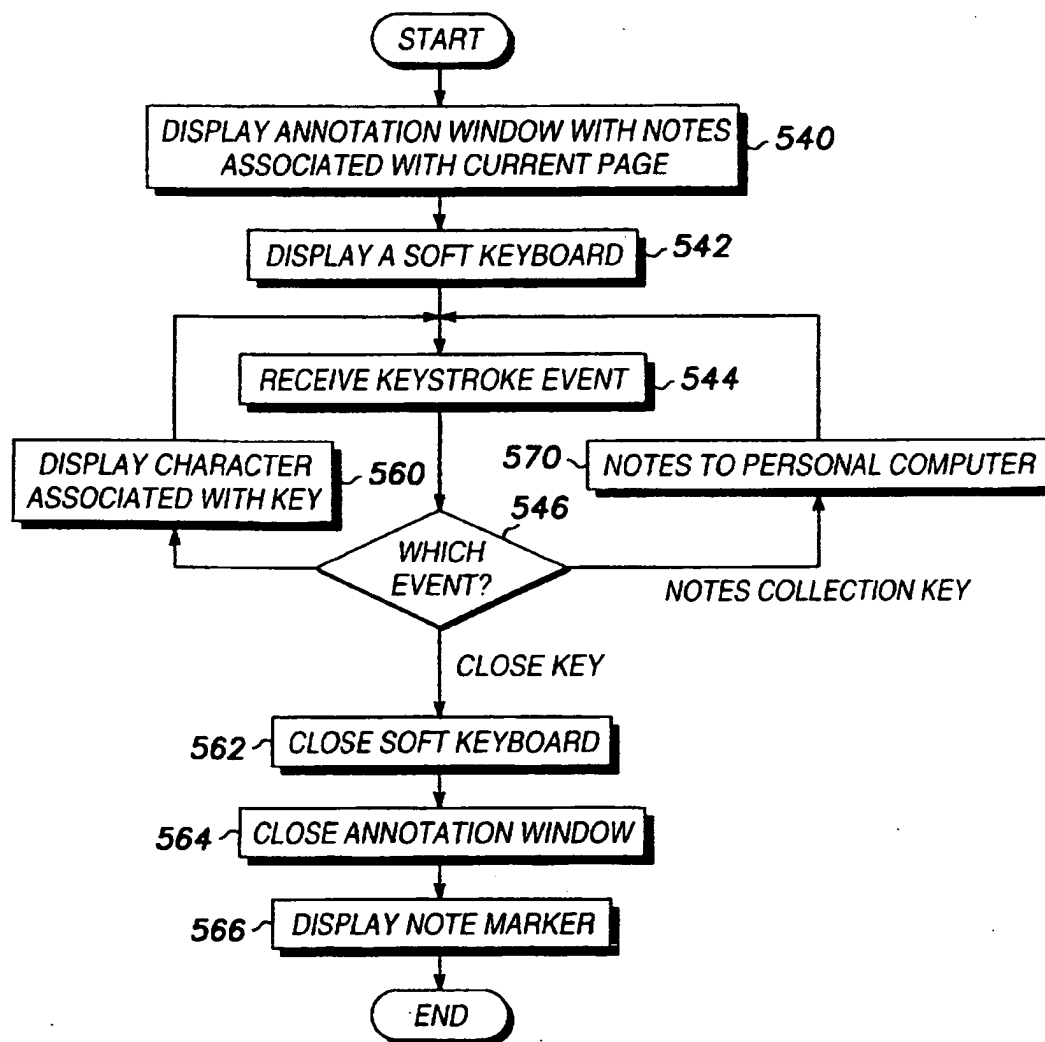 START
DISPLAY ANNOTATION WINDOW WITH NOTES
ASSOCIATED WITH CURRENT PAGE
540
DISPLAY A SOFT KEYBOARD
542
RECEIVE KEYSTROKE EVENT
544
DISPLAY CHARACTER
ASSOCIATED WITH KEY
560
570
NOTES TO PERSONAL COMPUTER
546
WHICH
EVENT?
NOTES COLLECTION KEY
CLOSE KEY
562
CLOSE SOFT KEYBOARD
564
CLOSE ANNOTATION WINDOW
566
DISPLAY NOTE MARKER
END